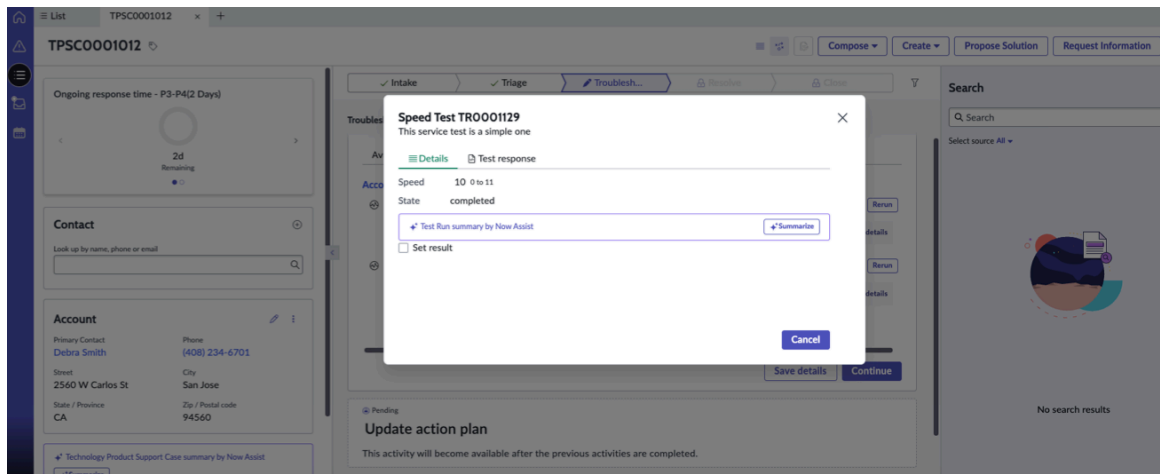 List
TPSC0001012
TPSC0001012
Compose
Create
Propose Solution
Request Information
Ongoing response time - P3-P4(2 Days)
2d
Remaining
Contact
Look up by name, phone or email
Account
Primary Contact
Phone
Debra Smith
(408) 234-6701
Street
City
2560 W Carlos St
San Jose
State / Province
Zip / Postal code
CA
94560
Technology Product Support Case summary by Now Assist
Intake
Triage
Troublesh...
Resolve
Close
Troubles
Av
Acco
Rerun
details
Rerun
details
Speed Test TR0001129
This service test is a simple one
Details
Test response
Speed 10 0 to 11
State completed
Test Run summary by Now Assist
Summarize
Set result
Cancel
Save details
Continue
Pending
Update action plan
This activity will become available after the previous activities are completed.
Search
Search
Select source All
No search results